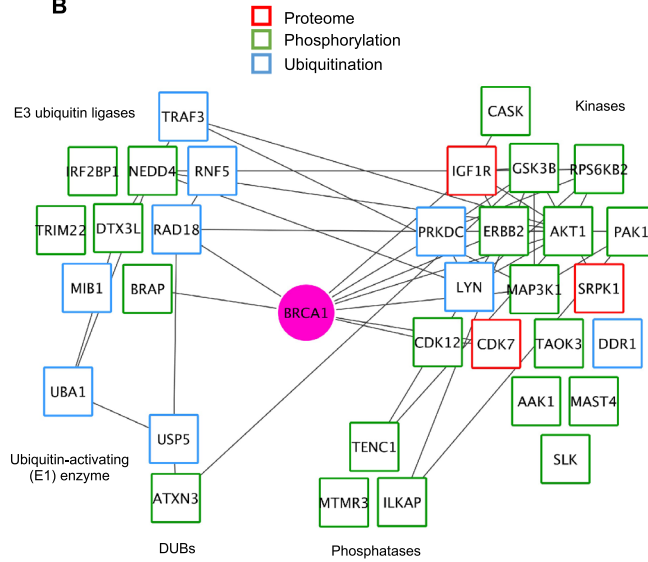 B
Proteome
Phosphorylation
Ubiquitination
E3 ubiquitin ligases
Kinases
CASK
TRAF3
IRF2BP1
NEDD4
RNF5
IGF1R
GSK3B
RPS6KB2
TRIM22
DTX3L
RAD18
PRKDC
ERBB2
AKT1
PAK1
MIB1
BRAP
BRCA1
LYN
MAP3K1
SRPK1
CDK12
CDK7
TAOK3
DDR1
UBA1
AAK1
MAST4
USP5
TENC1
SLK
Ubiquitin-activating
(E1) enzyme
ATXN3
MTMR3
ILKAP
DUBs
Phosphatases